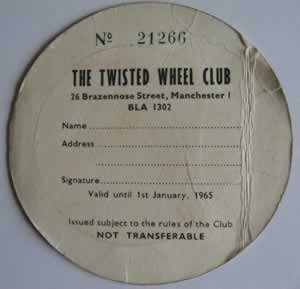 Nº 21266
THE TWISTED WHEEL CLUB
26 Brazennose Street, Manchester 1
BLA 1302
Name
Address
Signature
Valid until 1st January, 1965
Issued subject to the rules of the Club
NOT TRANSFERABLE